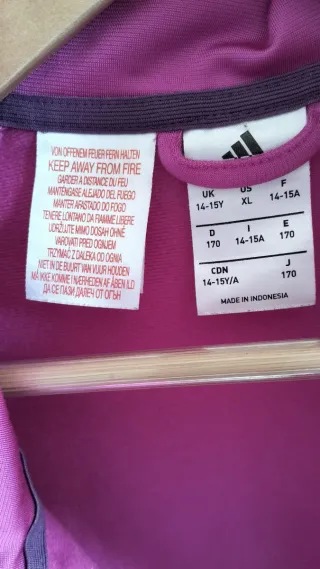 VON OFFENEM FEUER FERN HALTEN
KEEP AWAY FROM FIRE
GARDER A DISTANCE DU FEU
MANTÉNGASE ALEJADO DEL FUEGO
MANTER AFASTADO DO FOGO
TENERE LONTANO DA FIAMME LIBERE
UDRŽUJTE MIMO DOSAH OHNĚ
VAROVATI PRED OGNJEM
TRZYMAĆ Z DALEKA OD OGNIA
NIET IN DE BUURT VAN VUUR HOUDEN
MÅ IKKE KOMME I NÆRHEDEN AF ÅBEN ILD
ДА СЕ ПАЗИ ДАЛЕЧ ОТ ОГЪН
UK US F
14-15Y XL 14-15A
D I E
170 14-15A 170
CDN J
14-15Y/A 170
MADE IN INDONESIA